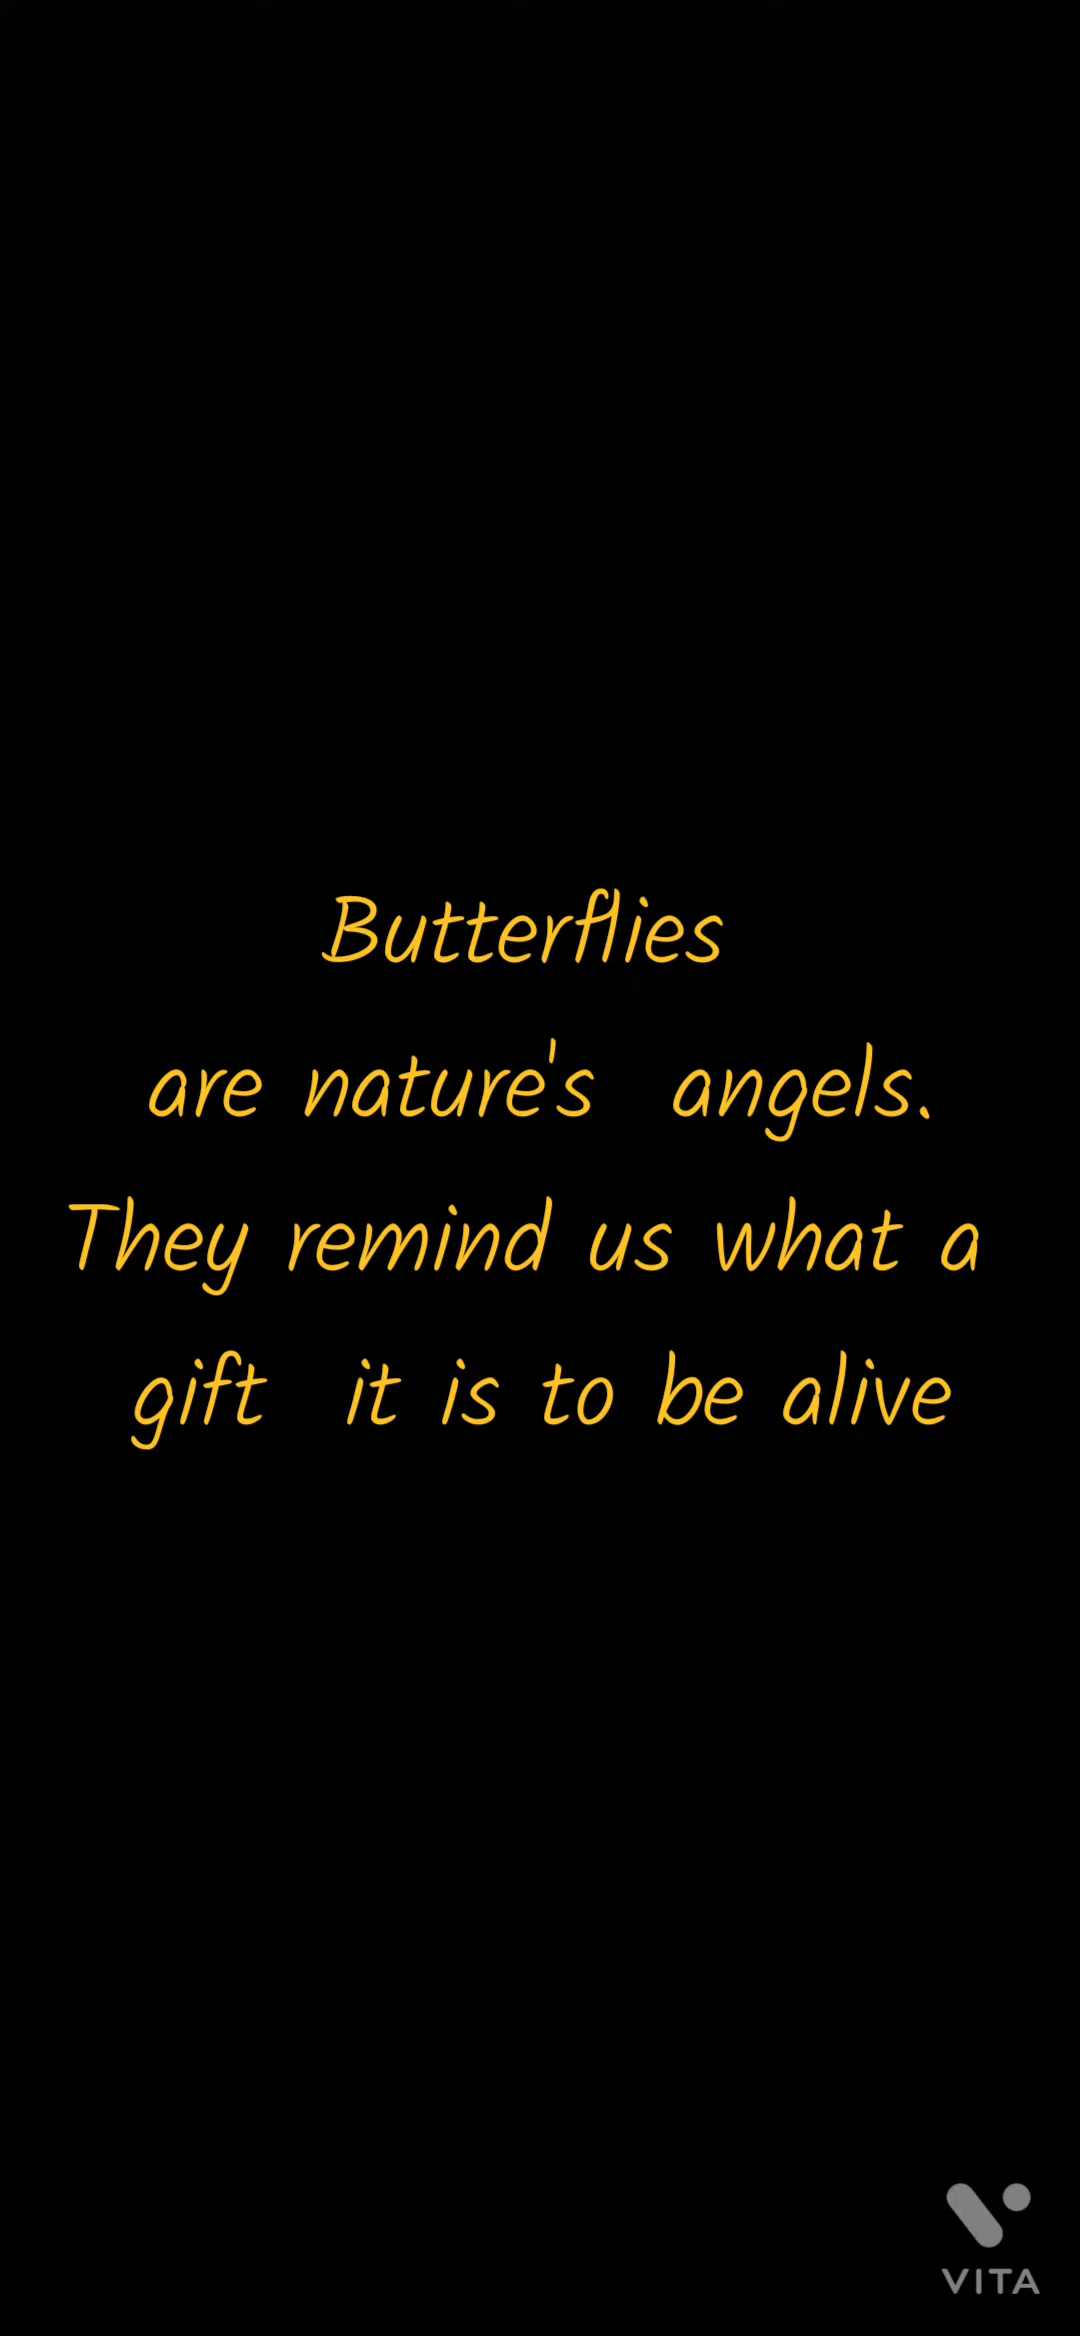 Butterflies
are nature's  angels.
They remind us what a
gift  it is to be alive
VITA